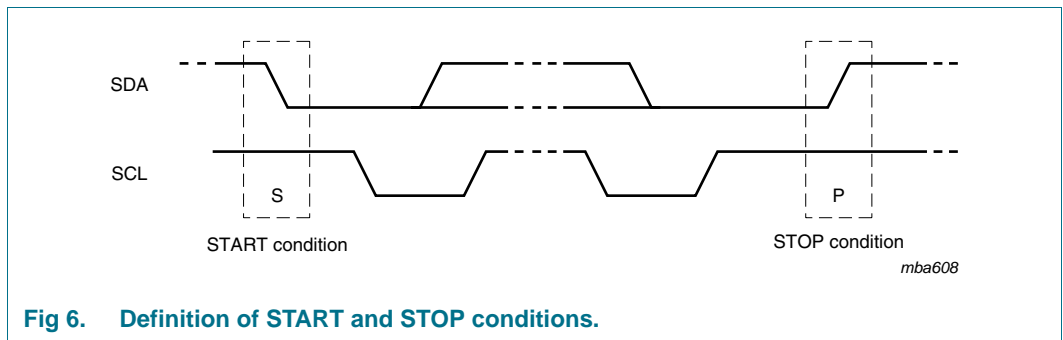 SDA
SCL
S
P
START condition
STOP condition
mba608
Fig 6. Definition of START and STOP conditions.